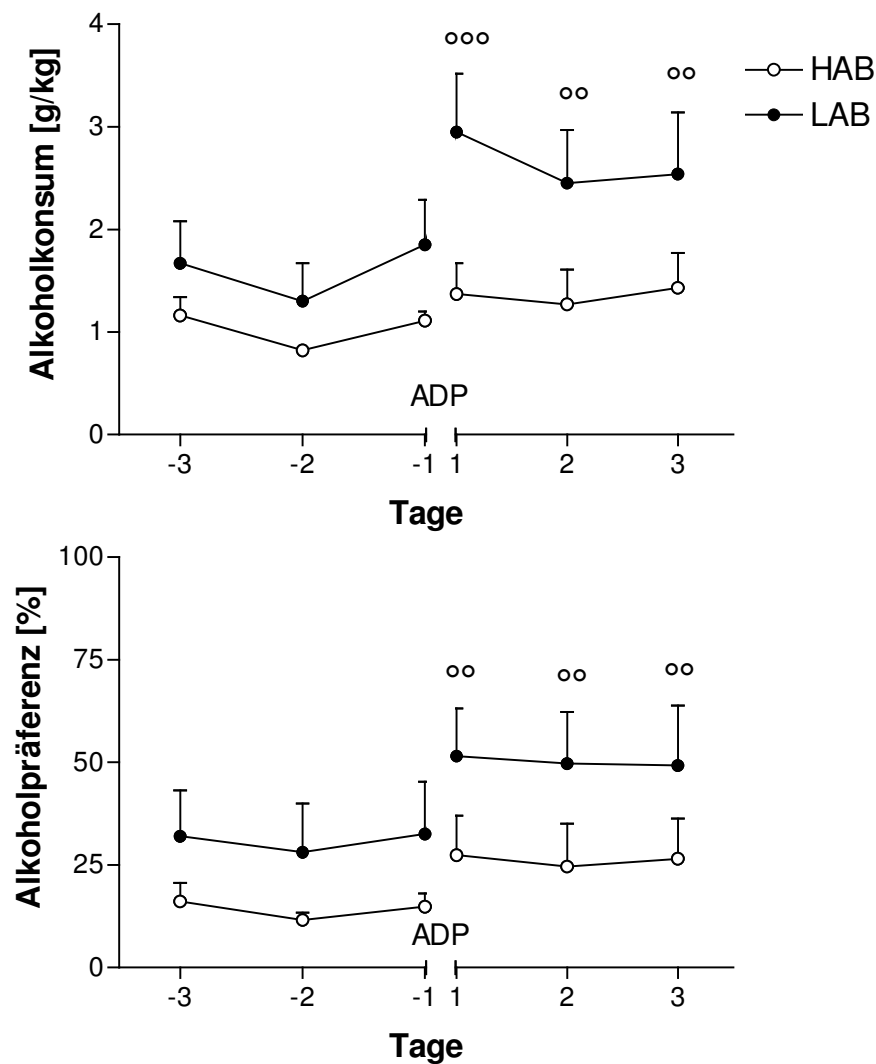 Alkoholkonsum [g/kg]
4
3
2
1
0
°°°
°°
°°
HAB
LAB
ADP
-3 -2 -1 1 2 3
Tage
Alkoholpräferenz [%]
100
75
50
25
0
°°
°°
°°
ADP
-3 -2 -1 1 2 3
Tage